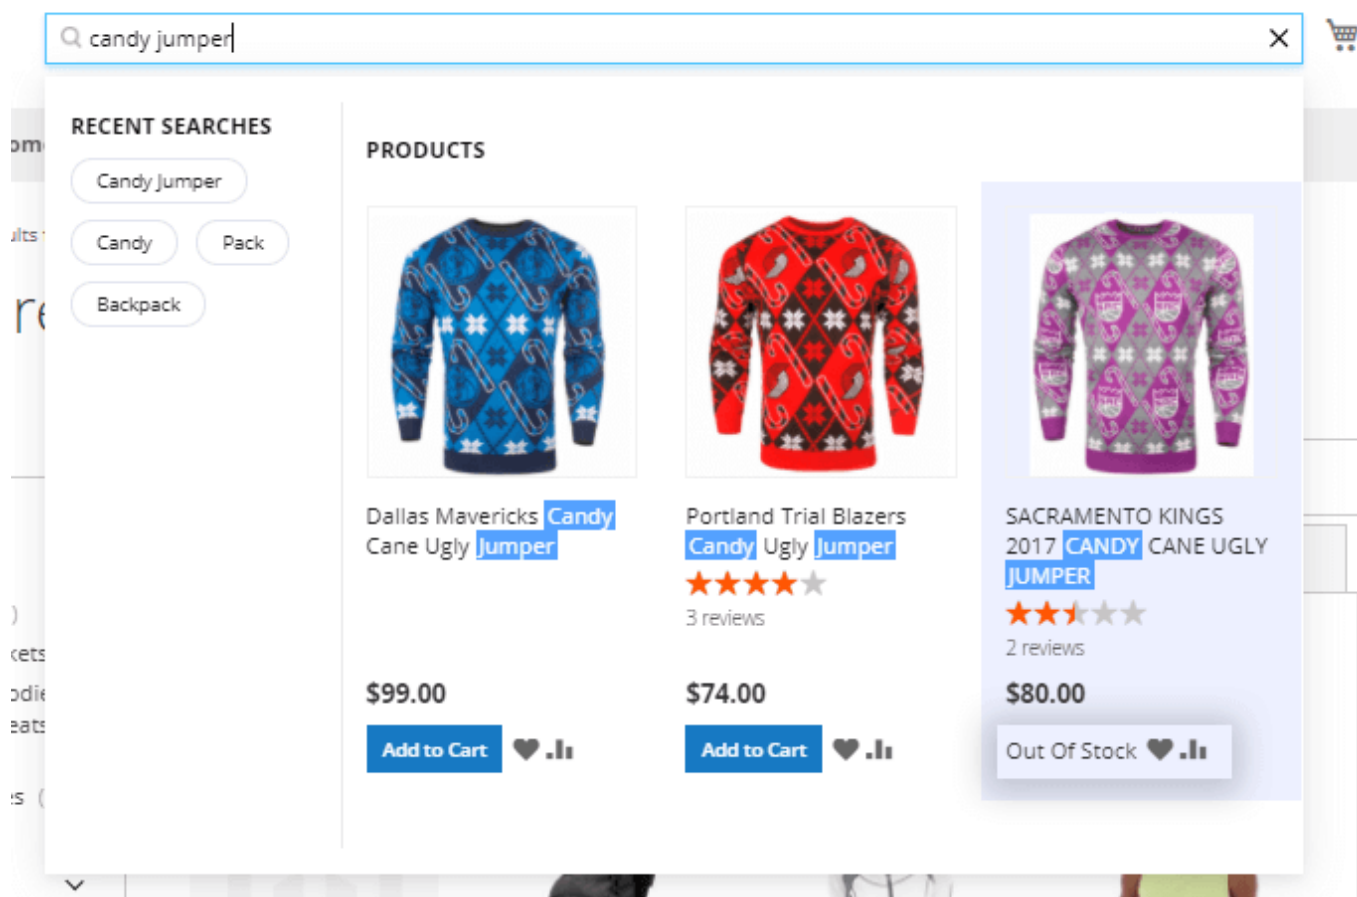 candy jumper
RECENT SEARCHES
Candy Jumper
Candy
Pack
Backpack
PRODUCTS
Dallas Mavericks Candy
Cane Ugly Jumper
$99.00
Add to Cart
Portland Trial Blazers
Candy Ugly Jumper
3 reviews
$74.00
Add to Cart
SACRAMENTO KINGS
2017 CANDY CANE UGLY
JUMPER
2 reviews
$80.00
Out Of Stock